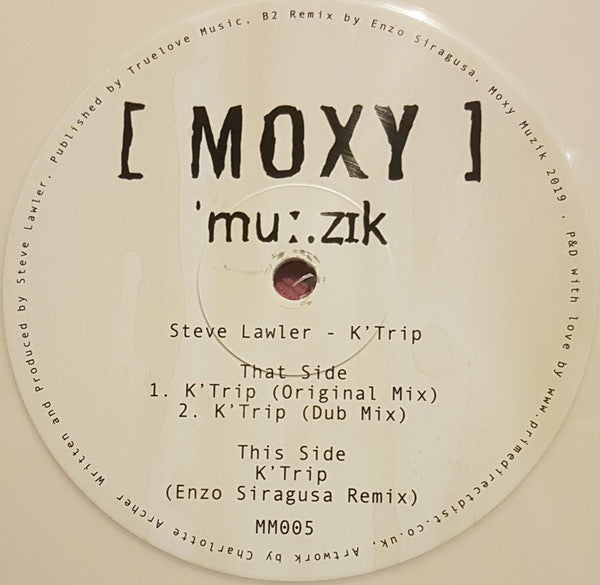 [ MOXY ]
ˈmuː.zɪk
Steve Lawler - K'Trip
That Side
1. K'Trip (Original Mix)
2. K'Trip (Dub Mix)
This Side
K'Trip
(Enzo Siragusa Remix)
MM005
Written and Produced by Steve Lawler, Published by Truelove Music, B2 Remix by Enzo Siragusa, Moxy Muzik 2019 , P&D with love by www.primedirectdist.co.uk, Artwork by Charlotte Archer